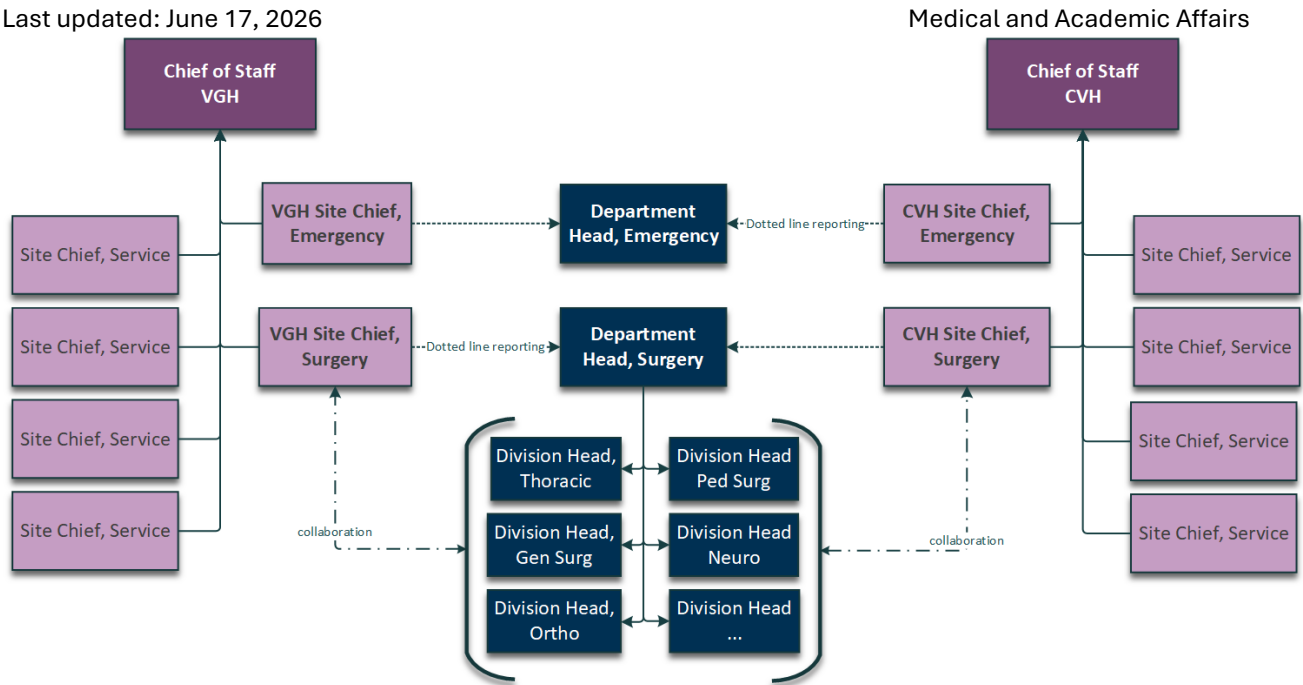 Last updated: June 17, 2026
Medical and Academic Affairs
Chief of Staff
VGH
Chief of Staff
CVH
VGH Site Chief,
Emergency
Department
Head, Emergency
Dotted line reporting
CVH Site Chief,
Emergency
Site Chief, Service
Site Chief, Service
VGH Site Chief,
Surgery
Dotted line reporting
Department
Head, Surgery
CVH Site Chief,
Surgery
Site Chief, Service
Site Chief, Service
Site Chief, Service
Site Chief, Service
Division Head,
Thoracic
Division Head
Ped Surg
Site Chief, Service
Site Chief, Service
collaboration
Division Head,
Gen Surg
Division Head
Neuro
collaboration
Division Head,
Ortho
Division Head
...